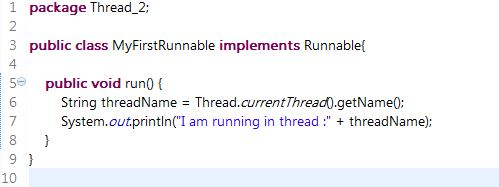 1 package Thread_2;
2
3 public class MyFirstRunnable implements Runnable{
4
5 public void run() {
6 String threadName = Thread.currentThread().getName();
7 System.out.println("I am running in thread :" + threadName);
8 }
9 }
10